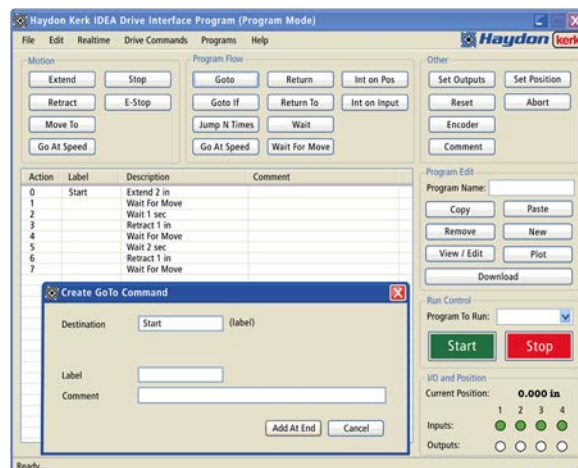 Haydon Kerk IDEA Drive Interface Program (Program Mode)
File Edit Realtime Drive Commands Programs Help
Haydon kerk
Motion
Extend Stop
Retract E-Stop
Move To
Go At Speed
Program Flow
Goto Return Int on Pos
Goto If Return To Int on Input
Jump N Times Wait
Go At Speed Wait For Move
Other
Set Outputs Set Position
Reset Abort
Encoder
Comment
Action Label Description Comment
0 Start Extend 2 in
1 Wait For Move
2 Wait 1 sec
3 Retract 1 in
4 Wait For Move
5 Wait 2 sec
6 Retract 1 in
7 Wait For Move
Program Edit
Program Name:
Copy Paste
Remove New
View / Edit Plot
Download
Run Control
Program To Run:
Start Stop
I/O and Position
Current Position: 0.000 in
1 2 3 4
Inputs:
Outputs:
Create GoTo Command
Destination Start (label)
Label
Comment
Add At End Cancel
Ready...